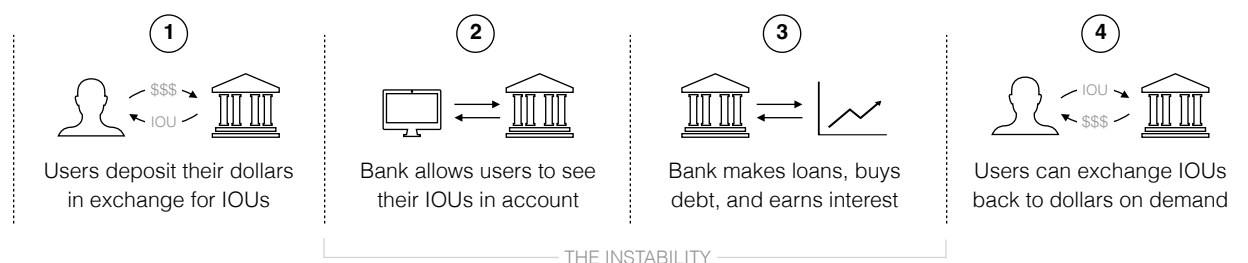 1
2
3
4
$$$
IOU
IOU
$$$
Users deposit their dollars
in exchange for IOUs
Bank allows users to see
their IOUs in account
Bank makes loans, buys
debt, and earns interest
Users can exchange IOUs
back to dollars on demand
THE INSTABILITY